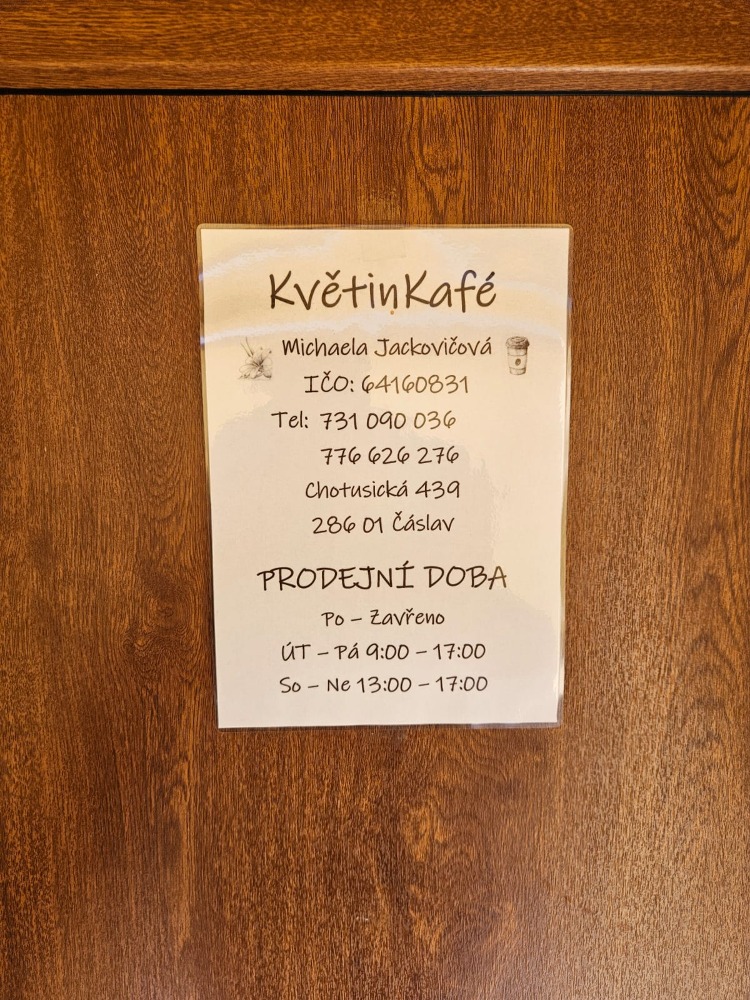 KvětinKafé
Michaela Jackovičová
IČO: 64160831
Tel: 731 090 036
776 626 276
Chotusická 439
286 01 Čáslav
PRODEJNÍ DOBA
Po – Zavřeno
ÚT – Pá 9:00 – 17:00
So – Ne 13:00 – 17:00